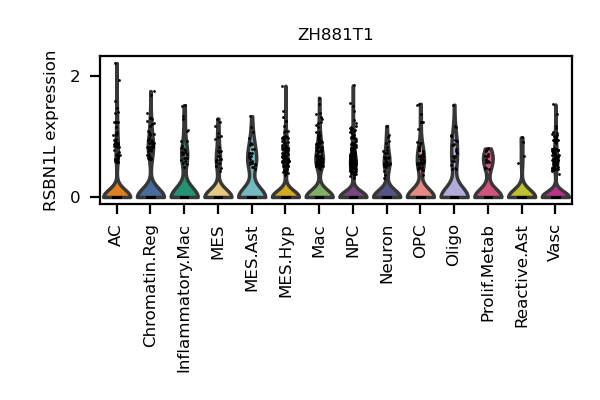 ZH881T1
RSBN1L expression
2
0
AC
Chromatin.Reg
Inflammatory.Mac
MES
MES.Ast
MES.Hyp
Mac
NPC
Neuron
OPC
Oligo
Prolif.Metab
Reactive.Ast
Vasc